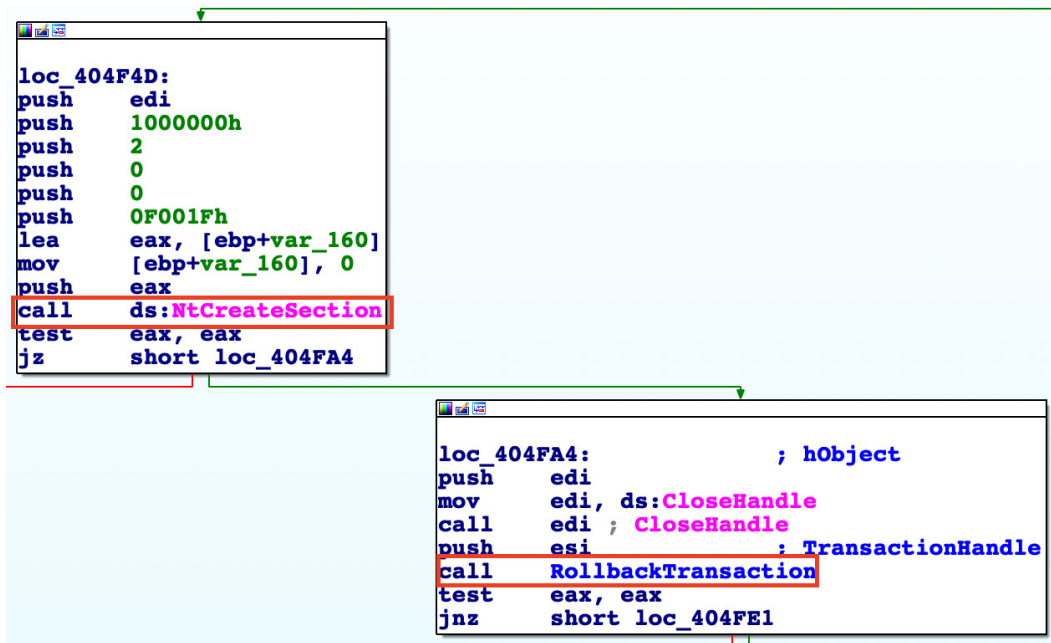 loc_404F4D:
push edi
push 1000000h
push 2
push 0
push 0
push 0F001Fh
lea eax, [ebp+var_160]
mov [ebp+var_160], 0
push eax
call ds:NtCreateSection
test eax, eax
jz short loc_404FA4
loc_404FA4: ; hObject
push edi
mov edi, ds:CloseHandle
call edi ; CloseHandle
push esi ; TransactionHandle
call RollbackTransaction
test eax, eax
jnz short loc_404FE1